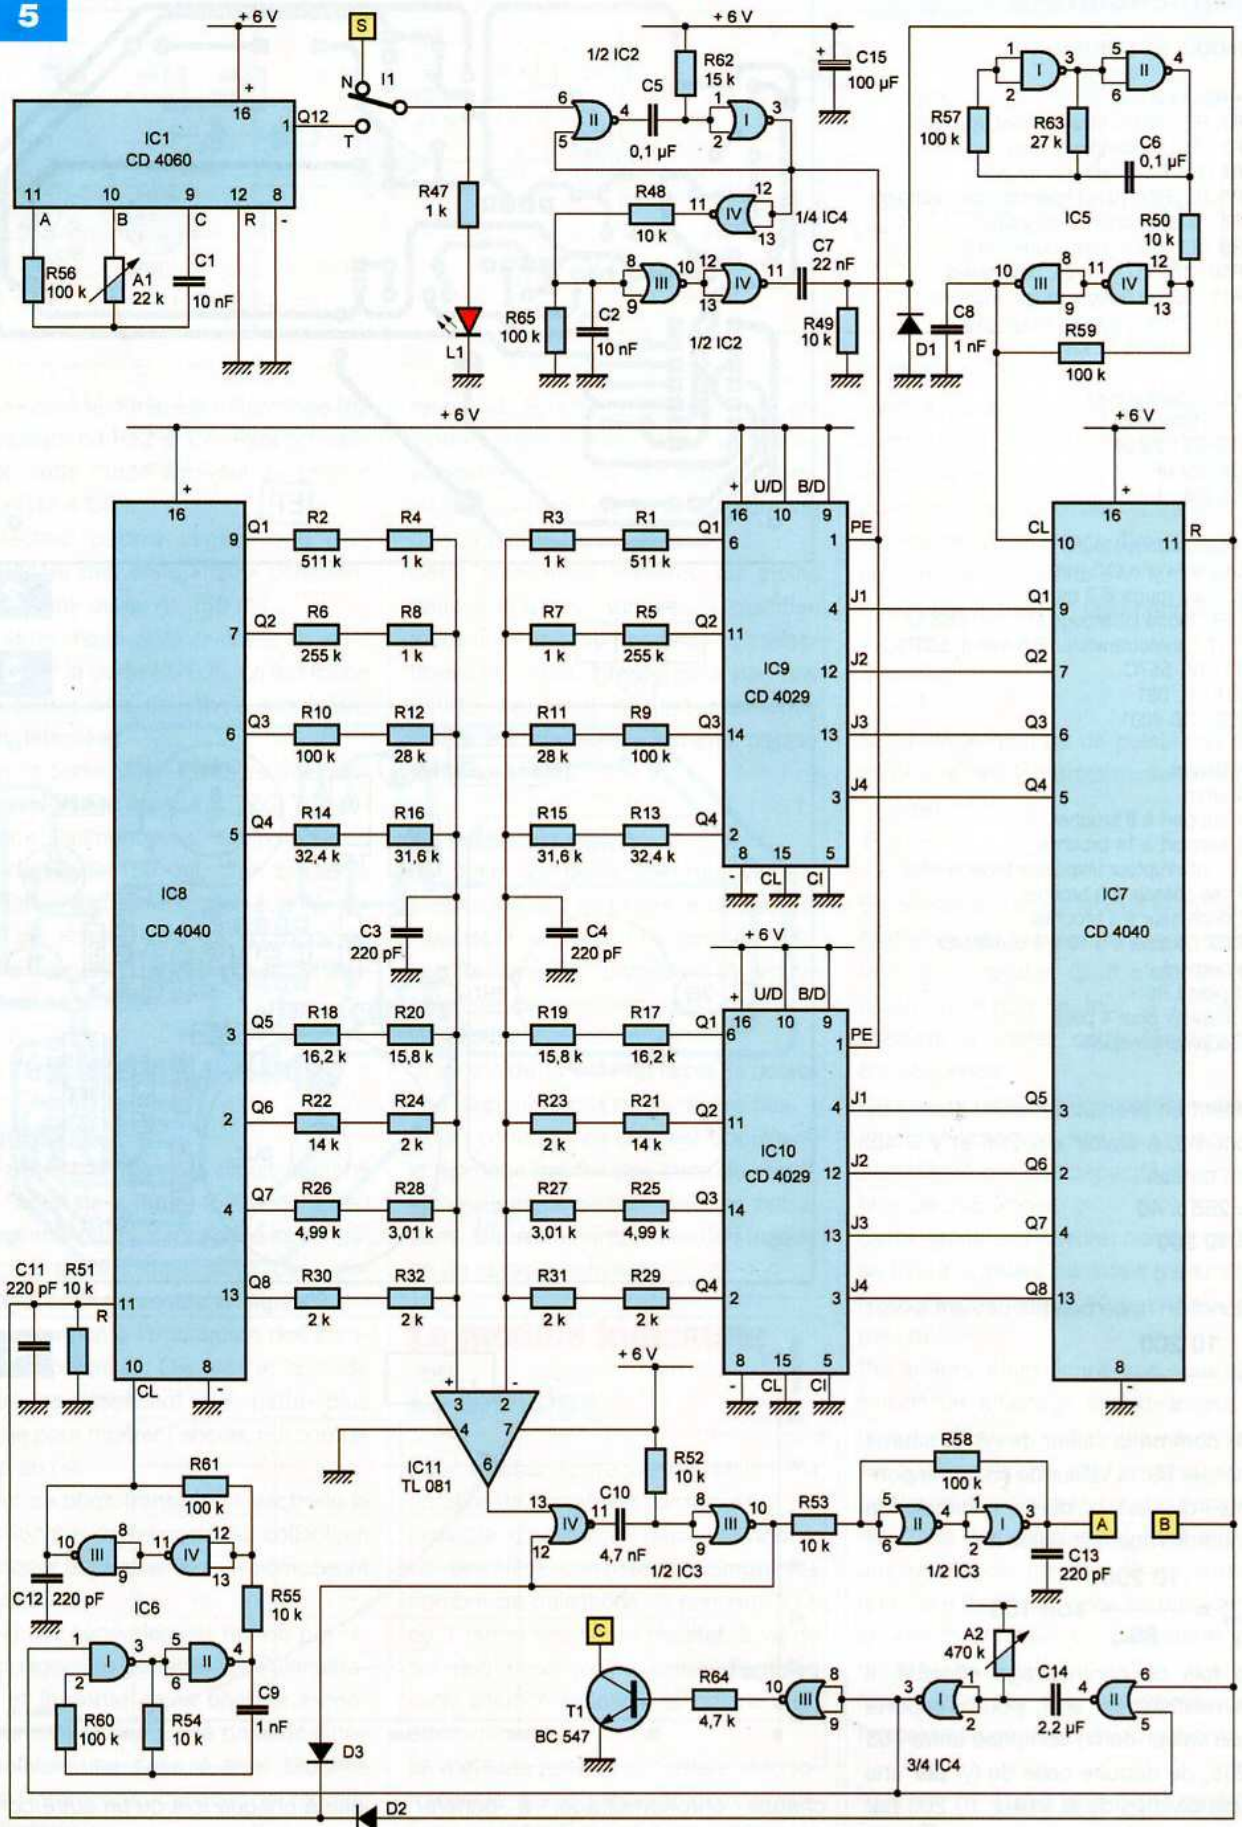 5
+ 6 V
S
N
I1
T
16
+
1
Q12
IC1
CD 4060
11
10
9
12
8
A
B
C
R
-
R56
100 k
A1
22 k
C1
10 nF
R47
1 k
L1
+ 6 V
1/2 IC2
R62
15 k
C5
0,1 µF
6
5
II
4
1
2
I
3
+
C15
100 µF
R48
10 k
11
IV
12
13
1/4 IC4
R65
100 k
C2
10 nF
8
9
III
10
12
13
IV
11
1/2 IC2
C7
22 nF
R49
10 k
D1
1
2
I
3
5
6
II
4
R57
100 k
R63
27 k
C6
0,1 µF
IC5
R50
10 k
10
III
8
9
11
IV
12
13
C8
1 nF
R59
100 k
+ 6 V
+ 6 V
16
+
IC8
CD 4040
9
Q1
R2
511 k
R4
1 k
R3
1 k
R1
511 k
Q1
7
Q2
R6
255 k
R8
1 k
R7
1 k
R5
255 k
Q2
6
Q3
R10
100 k
R12
28 k
R11
28 k
R9
100 k
Q3
5
Q4
R14
32,4 k
R16
31,6 k
R15
31,6 k
R13
32,4 k
Q4
C3
220 pF
C4
220 pF
3
Q5
R18
16,2 k
R20
15,8 k
R19
15,8 k
R17
16,2 k
Q1
2
Q6
R22
14 k
R24
2 k
R23
2 k
R21
14 k
Q2
4
Q7
R26
4,99 k
R28
3,01 k
R27
3,01 k
R25
4,99 k
Q3
13
Q8
R30
2 k
R32
2 k
R31
2 k
R29
2 k
Q4
+
U/D
B/D
16
10
9
6
1
PE
11
4
J1
IC9
CD 4029
12
J2
14
13
J3
2
3
J4
8
15
5
-
CL
CI
+ 6 V
+
U/D
B/D
16
10
9
6
1
PE
11
4
J1
IC10
CD 4029
12
J2
14
13
J3
2
3
J4
8
15
5
-
CL
CI
16
+
CL
10
11
R
Q1
9
Q2
7
Q3
6
Q4
5
IC7
CD 4040
Q5
3
Q6
2
Q7
4
Q8
13
8
-
C11
220 pF
R51
10 k
11
R
10
8
CL
-
+
-
3
2
4
7
6
IC11
TL 081
+ 6 V
R52
10 k
13
12
IV
11
C10
4,7 nF
8
9
III
10
1/2 IC3
R53
10 k
R58
100 k
5
6
II
4
1
2
I
3
1/2 IC3
A
B
C13
220 pF
R61
100 k
10
III
8
9
11
IV
12
13
C12
220 pF
IC6
R55
10 k
1
2
I
3
5
6
II
4
R60
100 k
R54
10 k
C9
1 nF
D3
D2
C
T1
BC 547
R64
4,7 k
10
III
8
9
3
I
1
2
A2
470 k
C14
2,2 µF
4
II
6
5
3/4 IC4